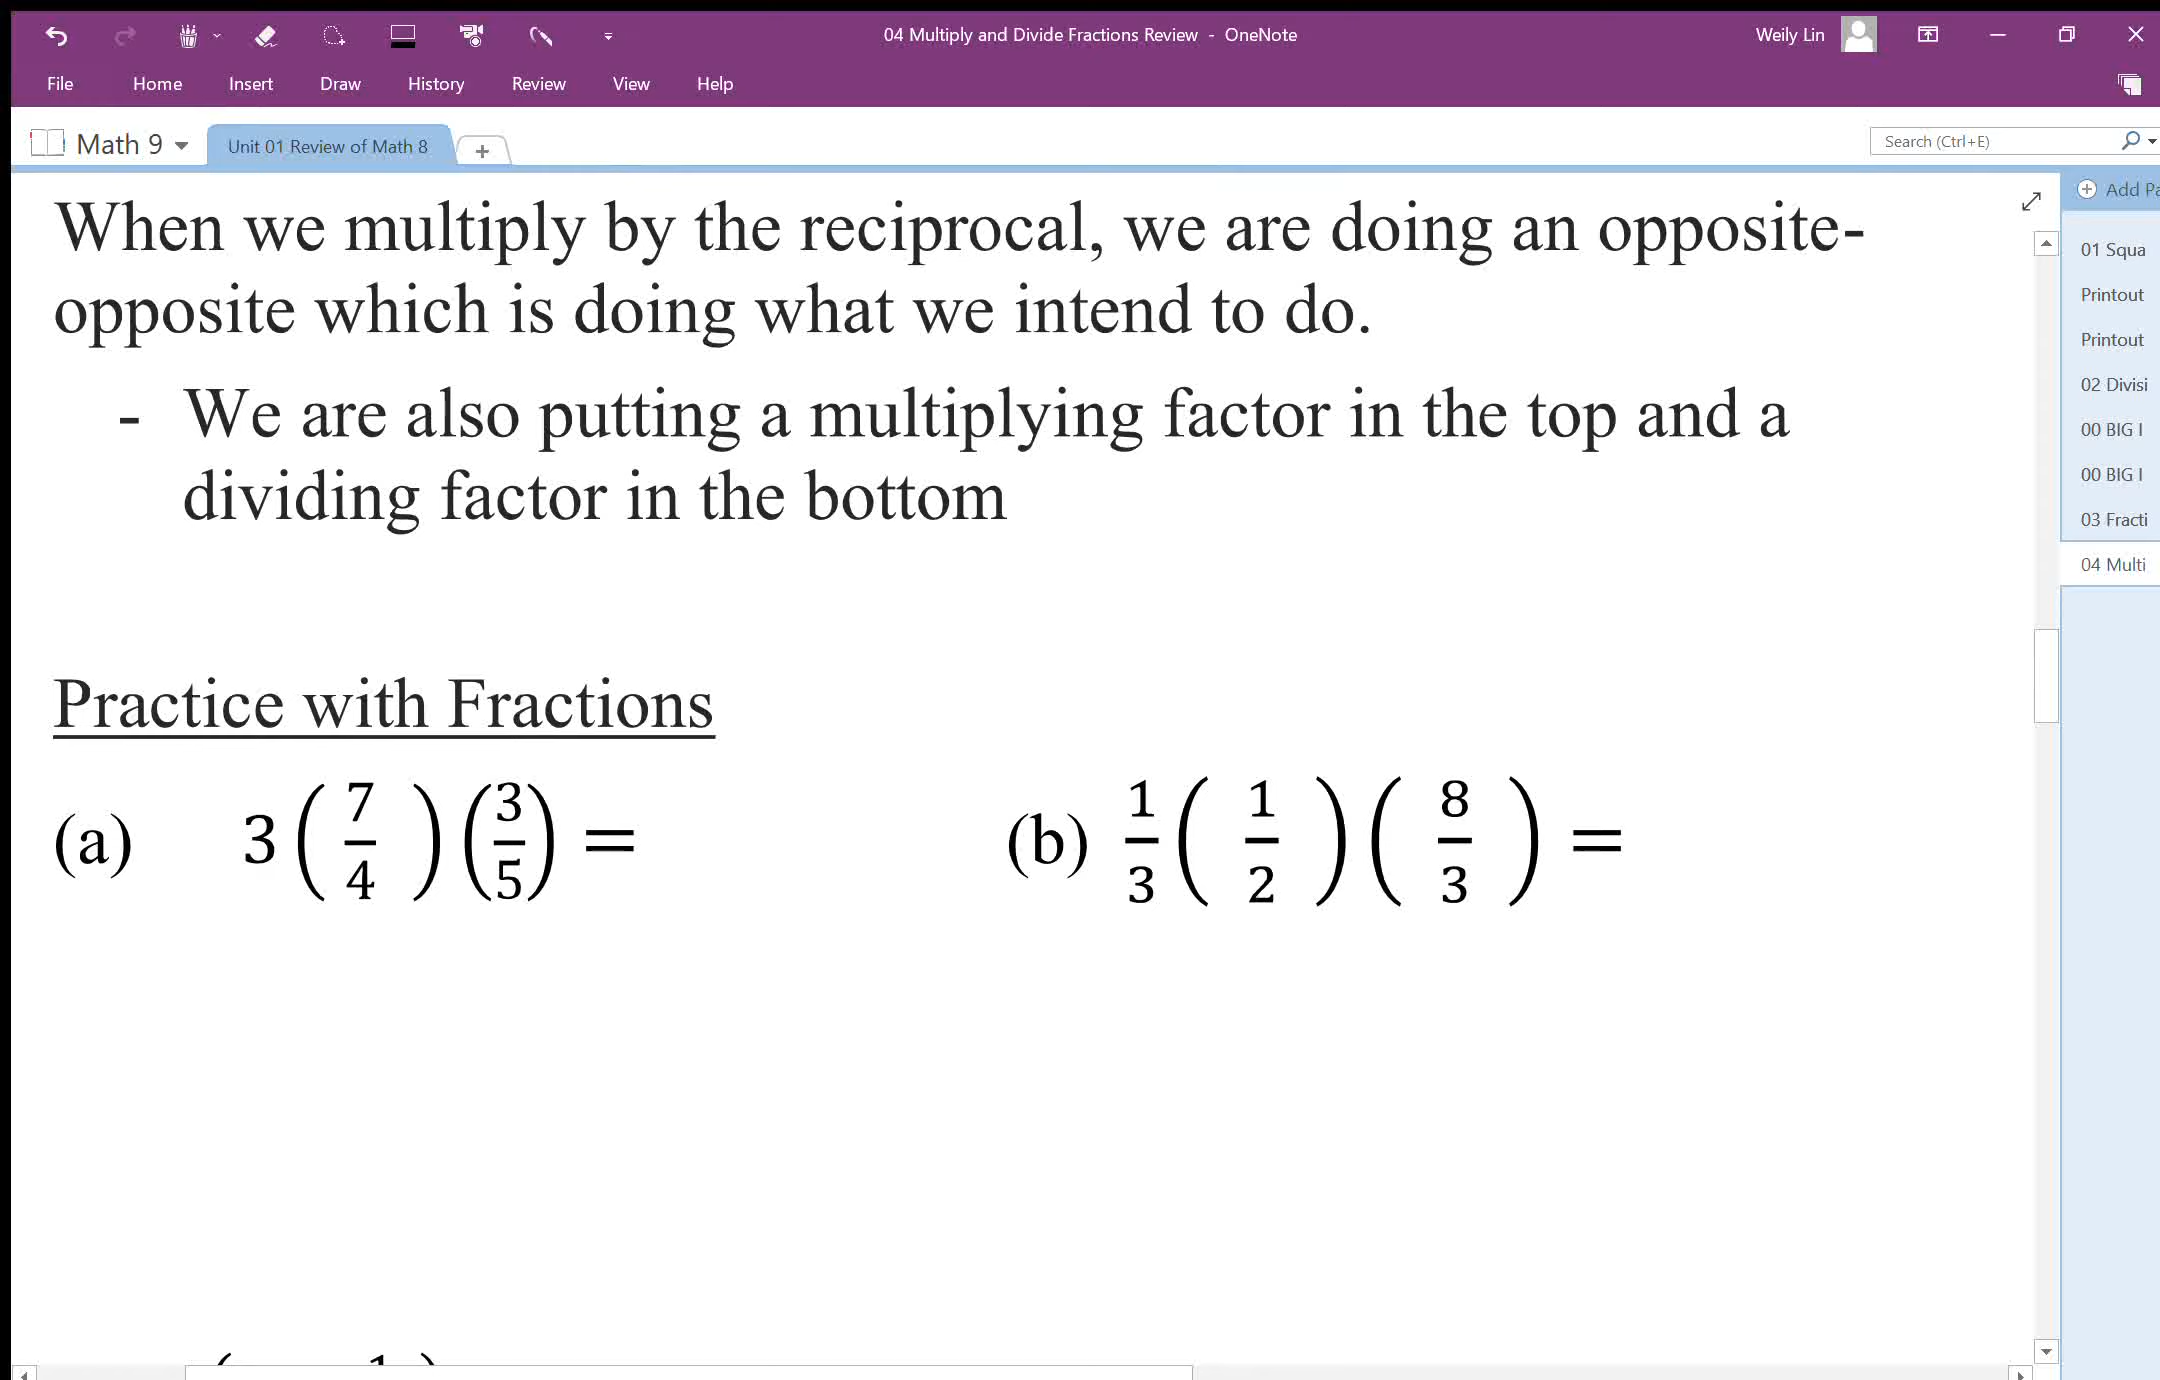 04 Multiply and Divide Fractions Review - OneNote
Weily Lin
File Home Insert Draw History Review View Help
Math 9
Unit 01 Review of Math 8
+
Search (Ctrl+E)
Add Pa
01 Squa
Printout
Printout
02 Divisi
00 BIG I
00 BIG I
03 Fracti
04 Multi
When we multiply by the reciprocal, we are doing an opposite-
opposite which is doing what we intend to do.
- We are also putting a multiplying factor in the top and a
dividing factor in the bottom
Practice with Fractions
(a) 3(7/4)(3/5)=
(b) 1/3(1/2)(8/3)=